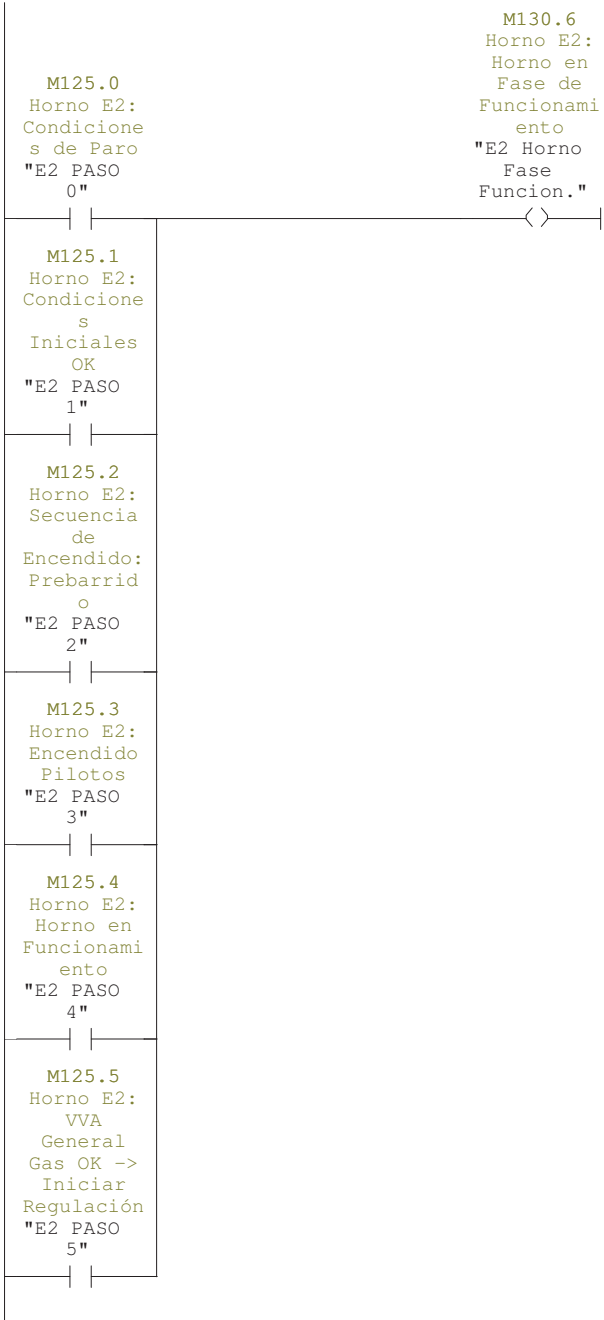 M130.6
Horno E2:
Horno en
Fase de
Funcionami
ento
"E2 Horno
Fase
Funcion."
M125.0
Horno E2:
Condicione
s de Paro
"E2 PASO
0"
M125.1
Horno E2:
Condicione
s
Iniciales
OK
"E2 PASO
1"
M125.2
Horno E2:
Secuencia
de
Encendido:
Prebarrid
o
"E2 PASO
2"
M125.3
Horno E2:
Encendido
Pilotos
"E2 PASO
3"
M125.4
Horno E2:
Horno en
Funcionami
ento
"E2 PASO
4"
M125.5
Horno E2:
VVA
General
Gas OK ->
Iniciar
Regulación
"E2 PASO
5"